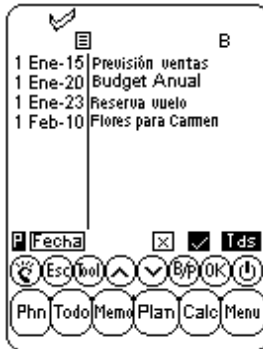 B
1 Ene-15 Previsión ventas
1 Ene-20 Budget Anual
1 Ene-23 Reserva vuelo
1 Feb-10 Flores para Carmen
P Fecha Tds
Esc Tool B/P OK
Phn Todo Memo Plan Calc Menu